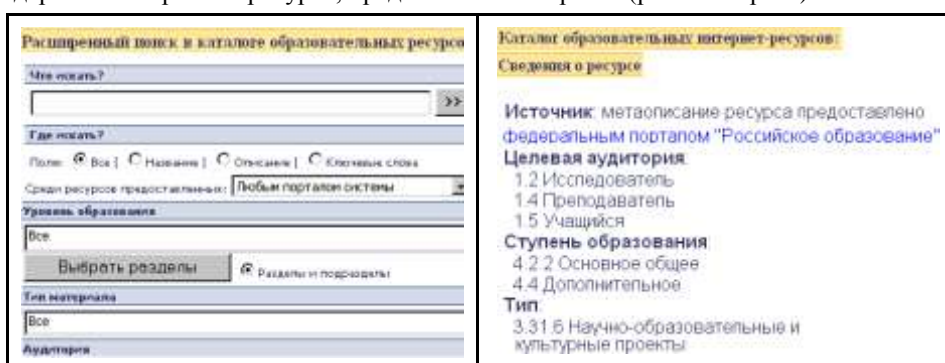 Расширенный поиск в каталоге образовательных ресурсо
Что искать?
>>
Где искать?
Поля: Все [ Название ] Описание ] Ключевые слова
Среди ресурсов предоставленных: Любым порталом системы
Уровень образования
Все
Выбрать разделы Разделы и подразделы
Тип материала
Все
Аудитория
Каталог образовательных интернет-ресурсов:
Сведения о ресурсе
Источник: метаописание ресурса предоставлено
федеральным порталом "Российское образование"
Целевая аудитория:
1.2 Исследователь
1.4 Преподаватель
1.5 Учащийся
Ступень образования:
4.2.2 Основное общее
4.4 Дополнительное
Тип:
3.31.6 Научно-образовательные и
культурные проекты